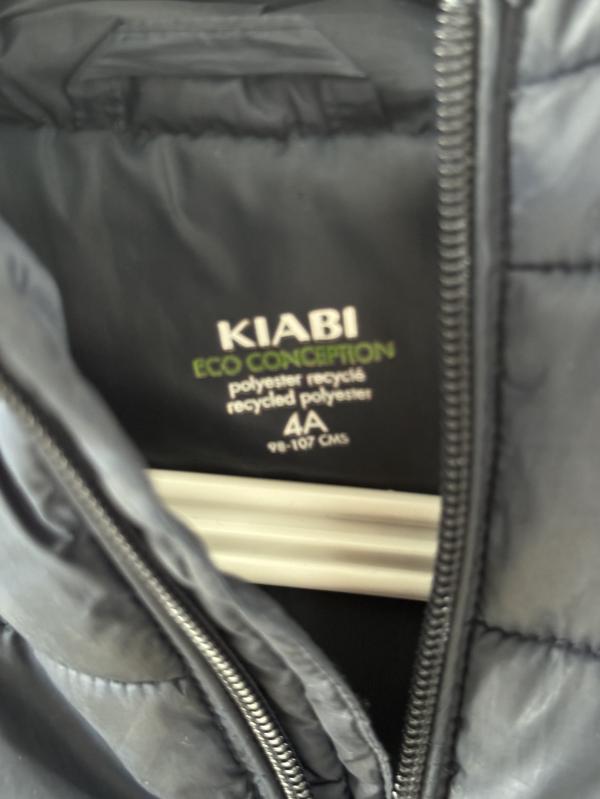 KIABI
ECO CONCEPTION
polyester recyclé
recycled polyester
4A
98-107 CMS